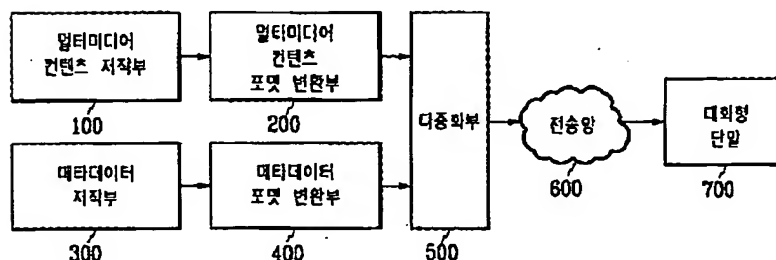 멀티미디어
컨텐츠 저작부
100
멀티미디어
컨텐츠
포맷 변환부
200
메타데이터
저작부
300
메타데이터
포맷 변환부
400
다중화부
500
전송망
600
대화형
단말
700